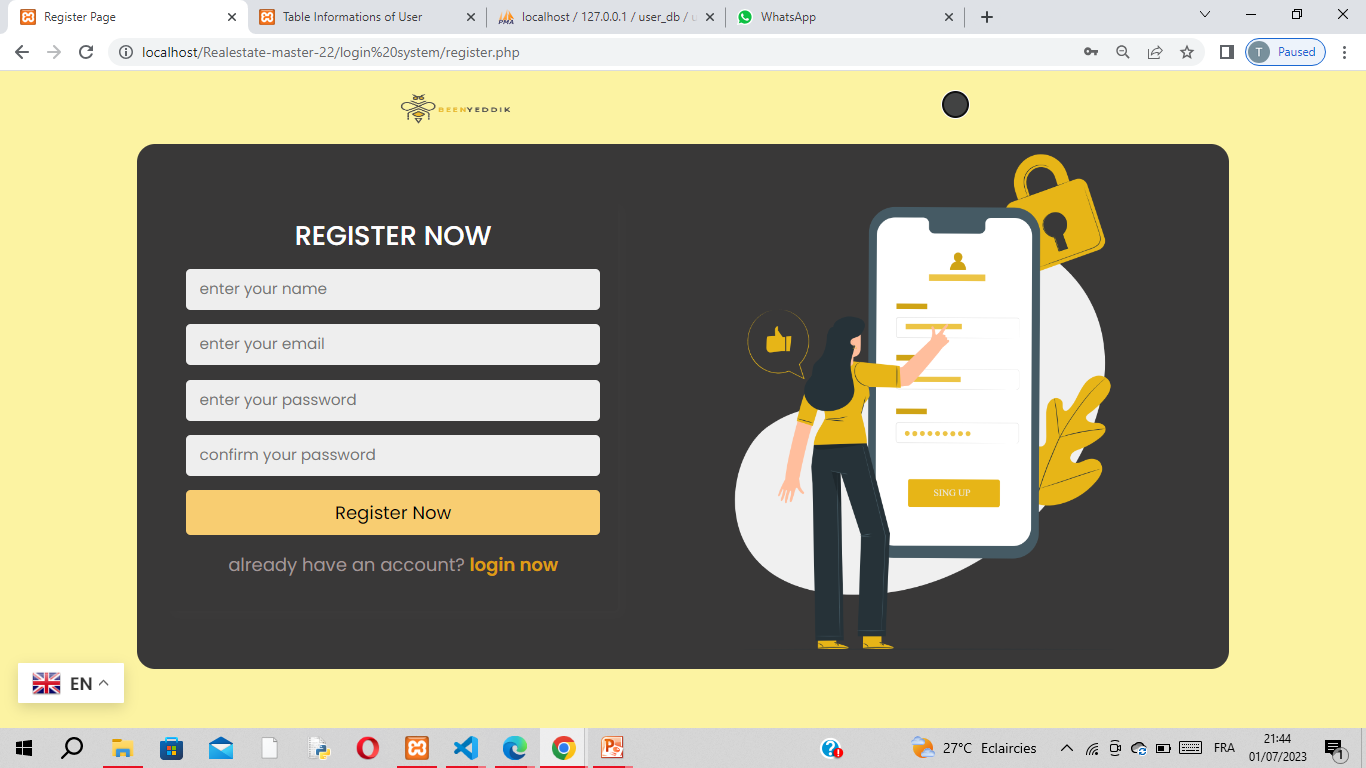 Register Page
Table Informations of User
localhost / 127.0.0.1 / user_db / u
WhatsApp
localhost/Realestate-master-22/login%20system/register.php
T
Paused
BEENYEDDIK
REGISTER NOW
enter your name
enter your email
enter your password
confirm your password
Register Now
already have an account? login now
SING UP
EN
27°C Eclaircies
FRA
21:44
01/07/2023
1